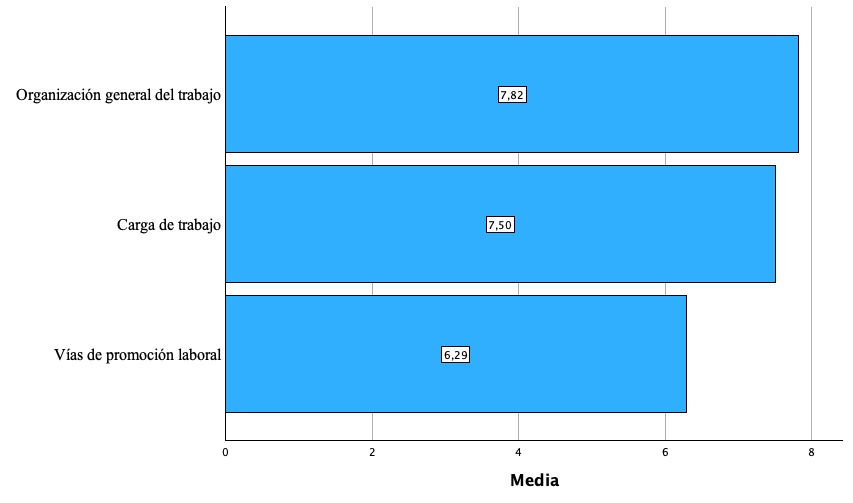 Organización general del trabajo
7,82
Carga de trabajo
7,50
Vías de promoción laboral
6,29
0 2 4 6 8
Media